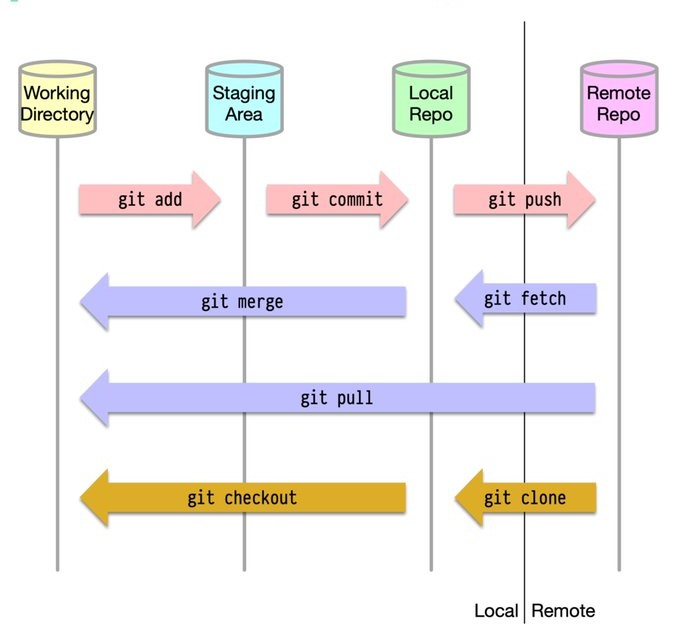 Working
Directory
Staging
Area
Local
Repo
Remote
Repo
git add
git commit
git push
git merge
git fetch
git pull
git checkout
git clone
Local
Remote